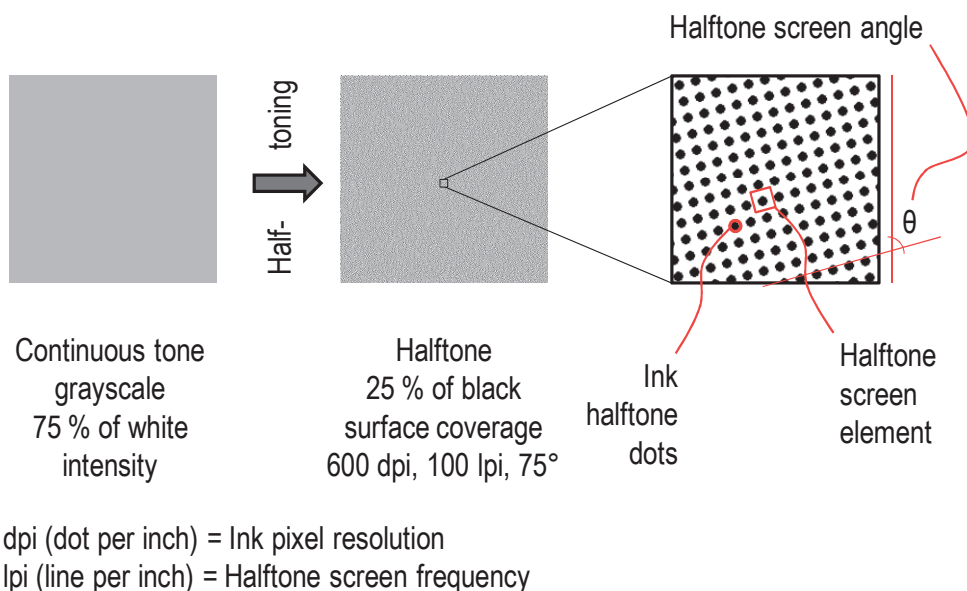 Halftone screen angle
Half-toning
θ
Continuous tone
grayscale
75 % of white
intensity
Halftone
25 % of black
surface coverage
600 dpi, 100 lpi, 75°
Ink
halftone
dots
Halftone
screen
element
dpi (dot per inch) = Ink pixel resolution
lpi (line per inch) = Halftone screen frequency